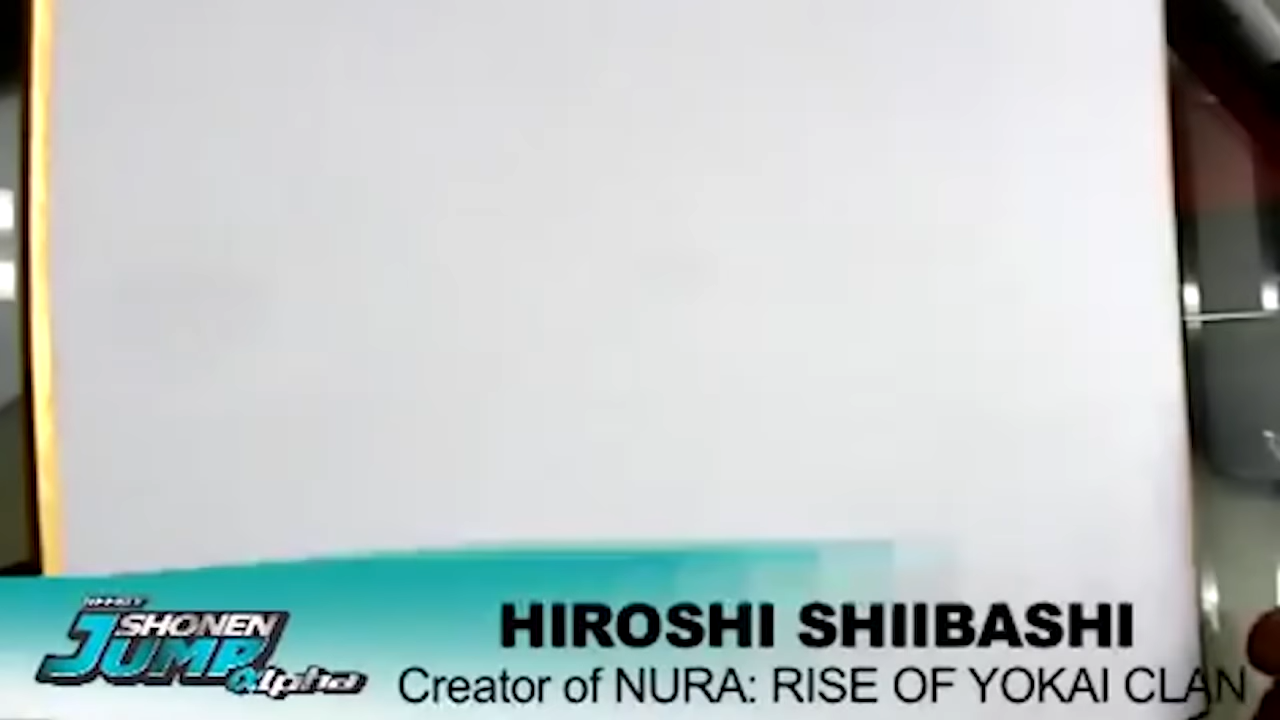 HIROSHI SHIIBASHI
SHONEN
JUMP
Alpha
Creator of NURA: RISE OF YOKAI CLAN